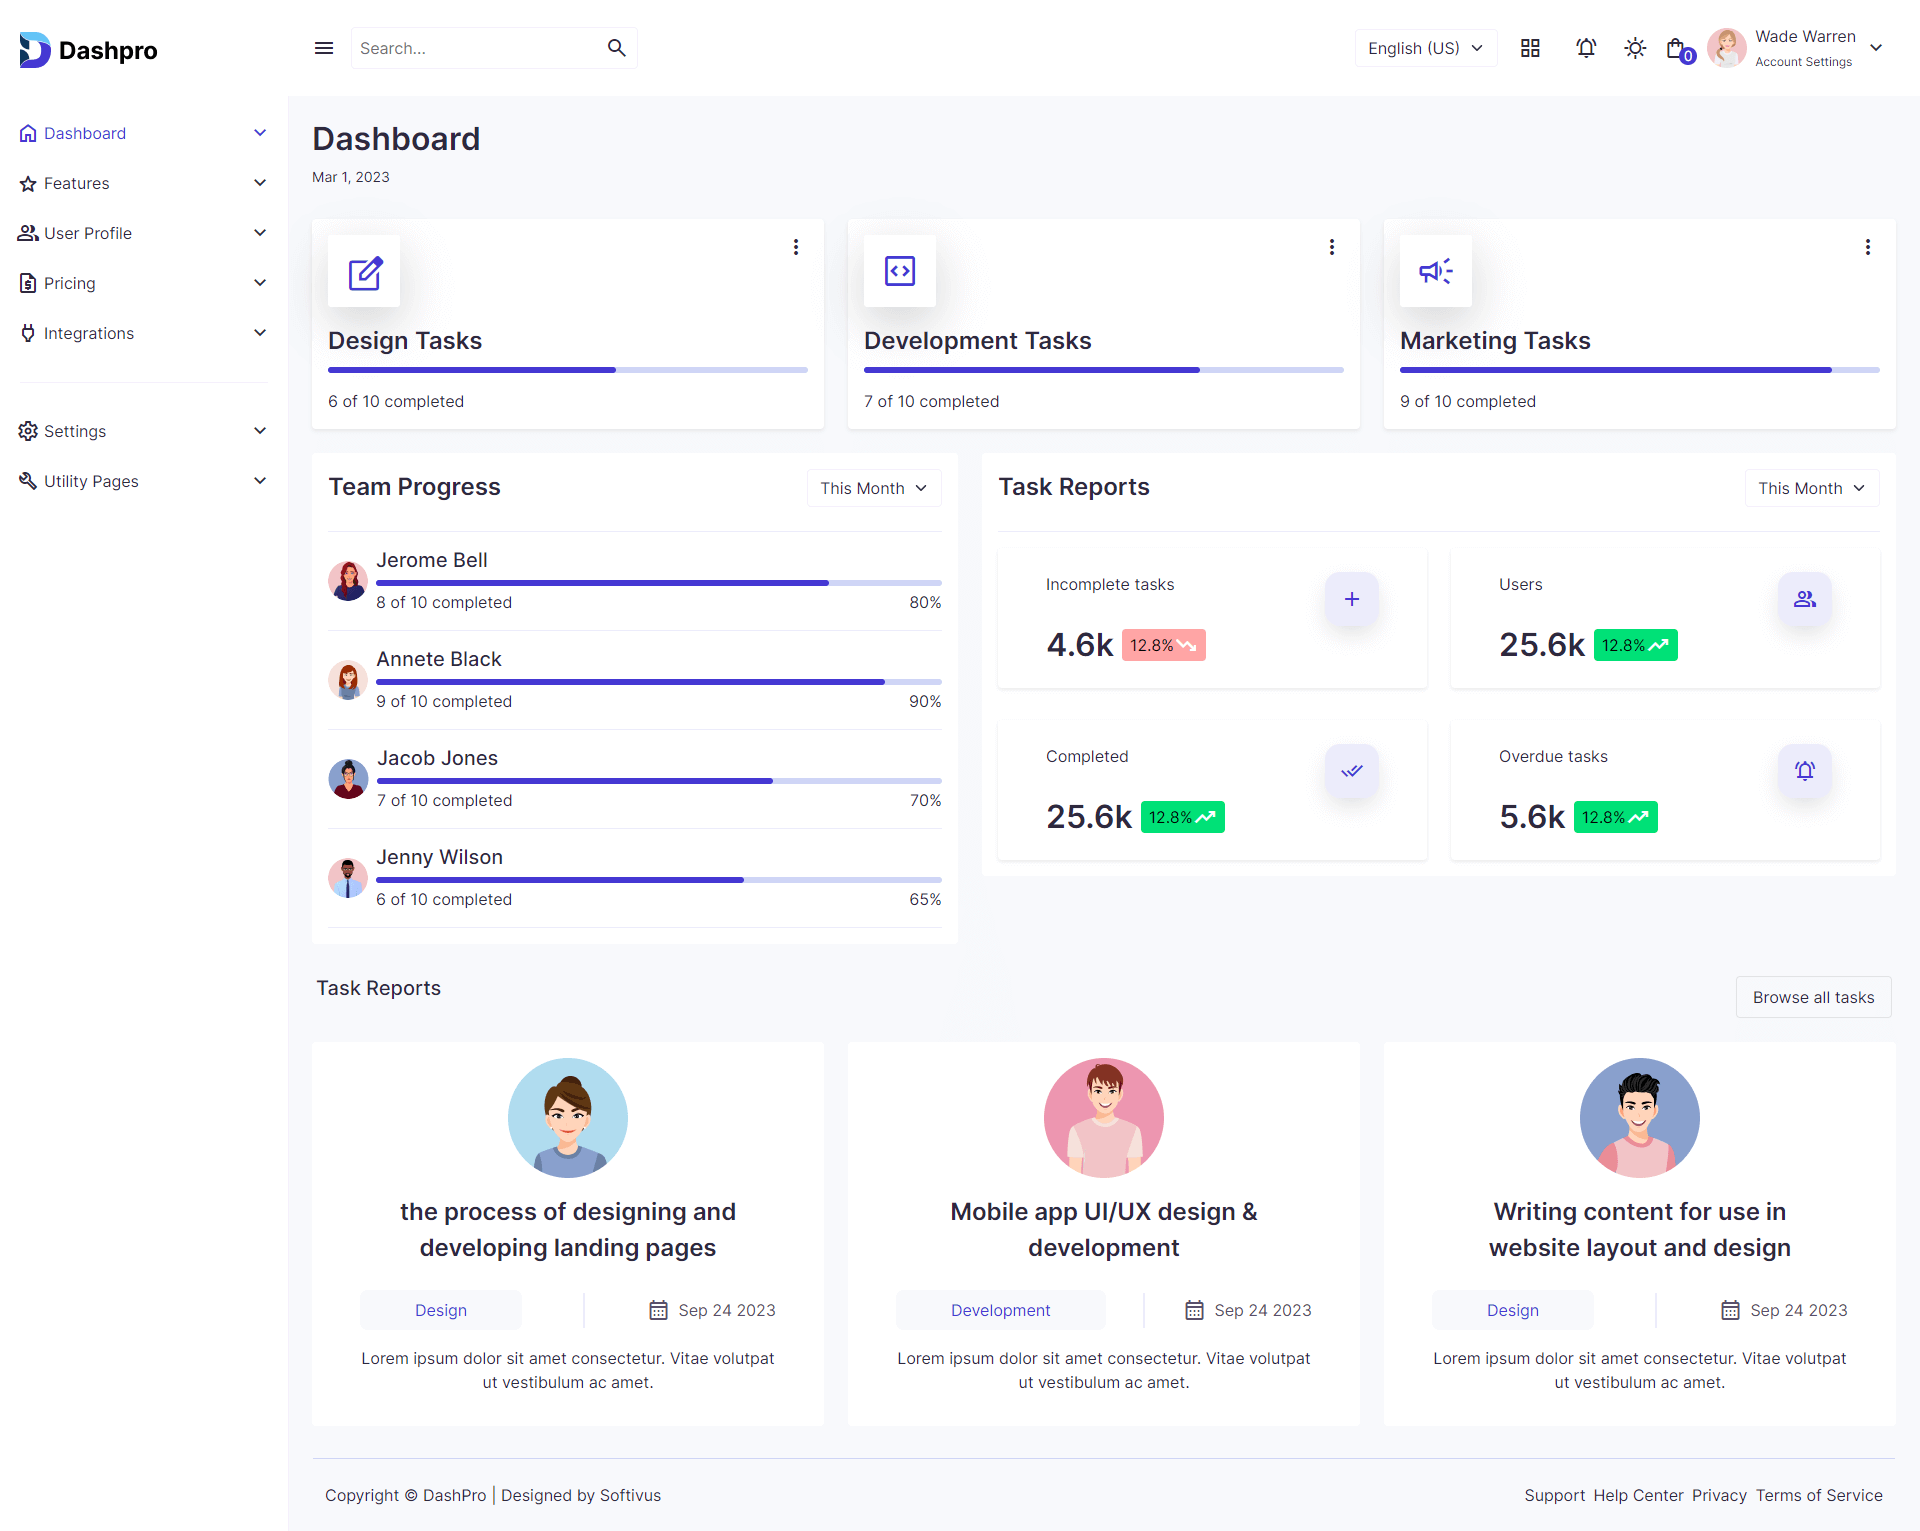 Dashpro
Search...
English (US)
0
Wade Warren
Account Settings
Dashboard
Features
User Profile
Pricing
Integrations
Settings
Utility Pages
Dashboard
Mar 1, 2023
Design Tasks
6 of 10 completed
Development Tasks
7 of 10 completed
Marketing Tasks
9 of 10 completed
Team Progress
This Month
Jerome Bell
8 of 10 completed 80%
Annete Black
9 of 10 completed 90%
Jacob Jones
7 of 10 completed 70%
Jenny Wilson
6 of 10 completed 65%
Task Reports
This Month
Incomplete tasks
4.6k 12.8%
Users
25.6k 12.8%
Completed
25.6k 12.8%
Overdue tasks
5.6k 12.8%
Task Reports
Browse all tasks
the process of designing and
developing landing pages
Design Sep 24 2023
Lorem ipsum dolor sit amet consectetur. Vitae volutpat
ut vestibulum ac amet.
Mobile app UI/UX design &
development
Development Sep 24 2023
Lorem ipsum dolor sit amet consectetur. Vitae volutpat
ut vestibulum ac amet.
Writing content for use in
website layout and design
Design Sep 24 2023
Lorem ipsum dolor sit amet consectetur. Vitae volutpat
ut vestibulum ac amet.
Copyright © DashPro | Designed by Softivus
Support Help Center Privacy Terms of Service